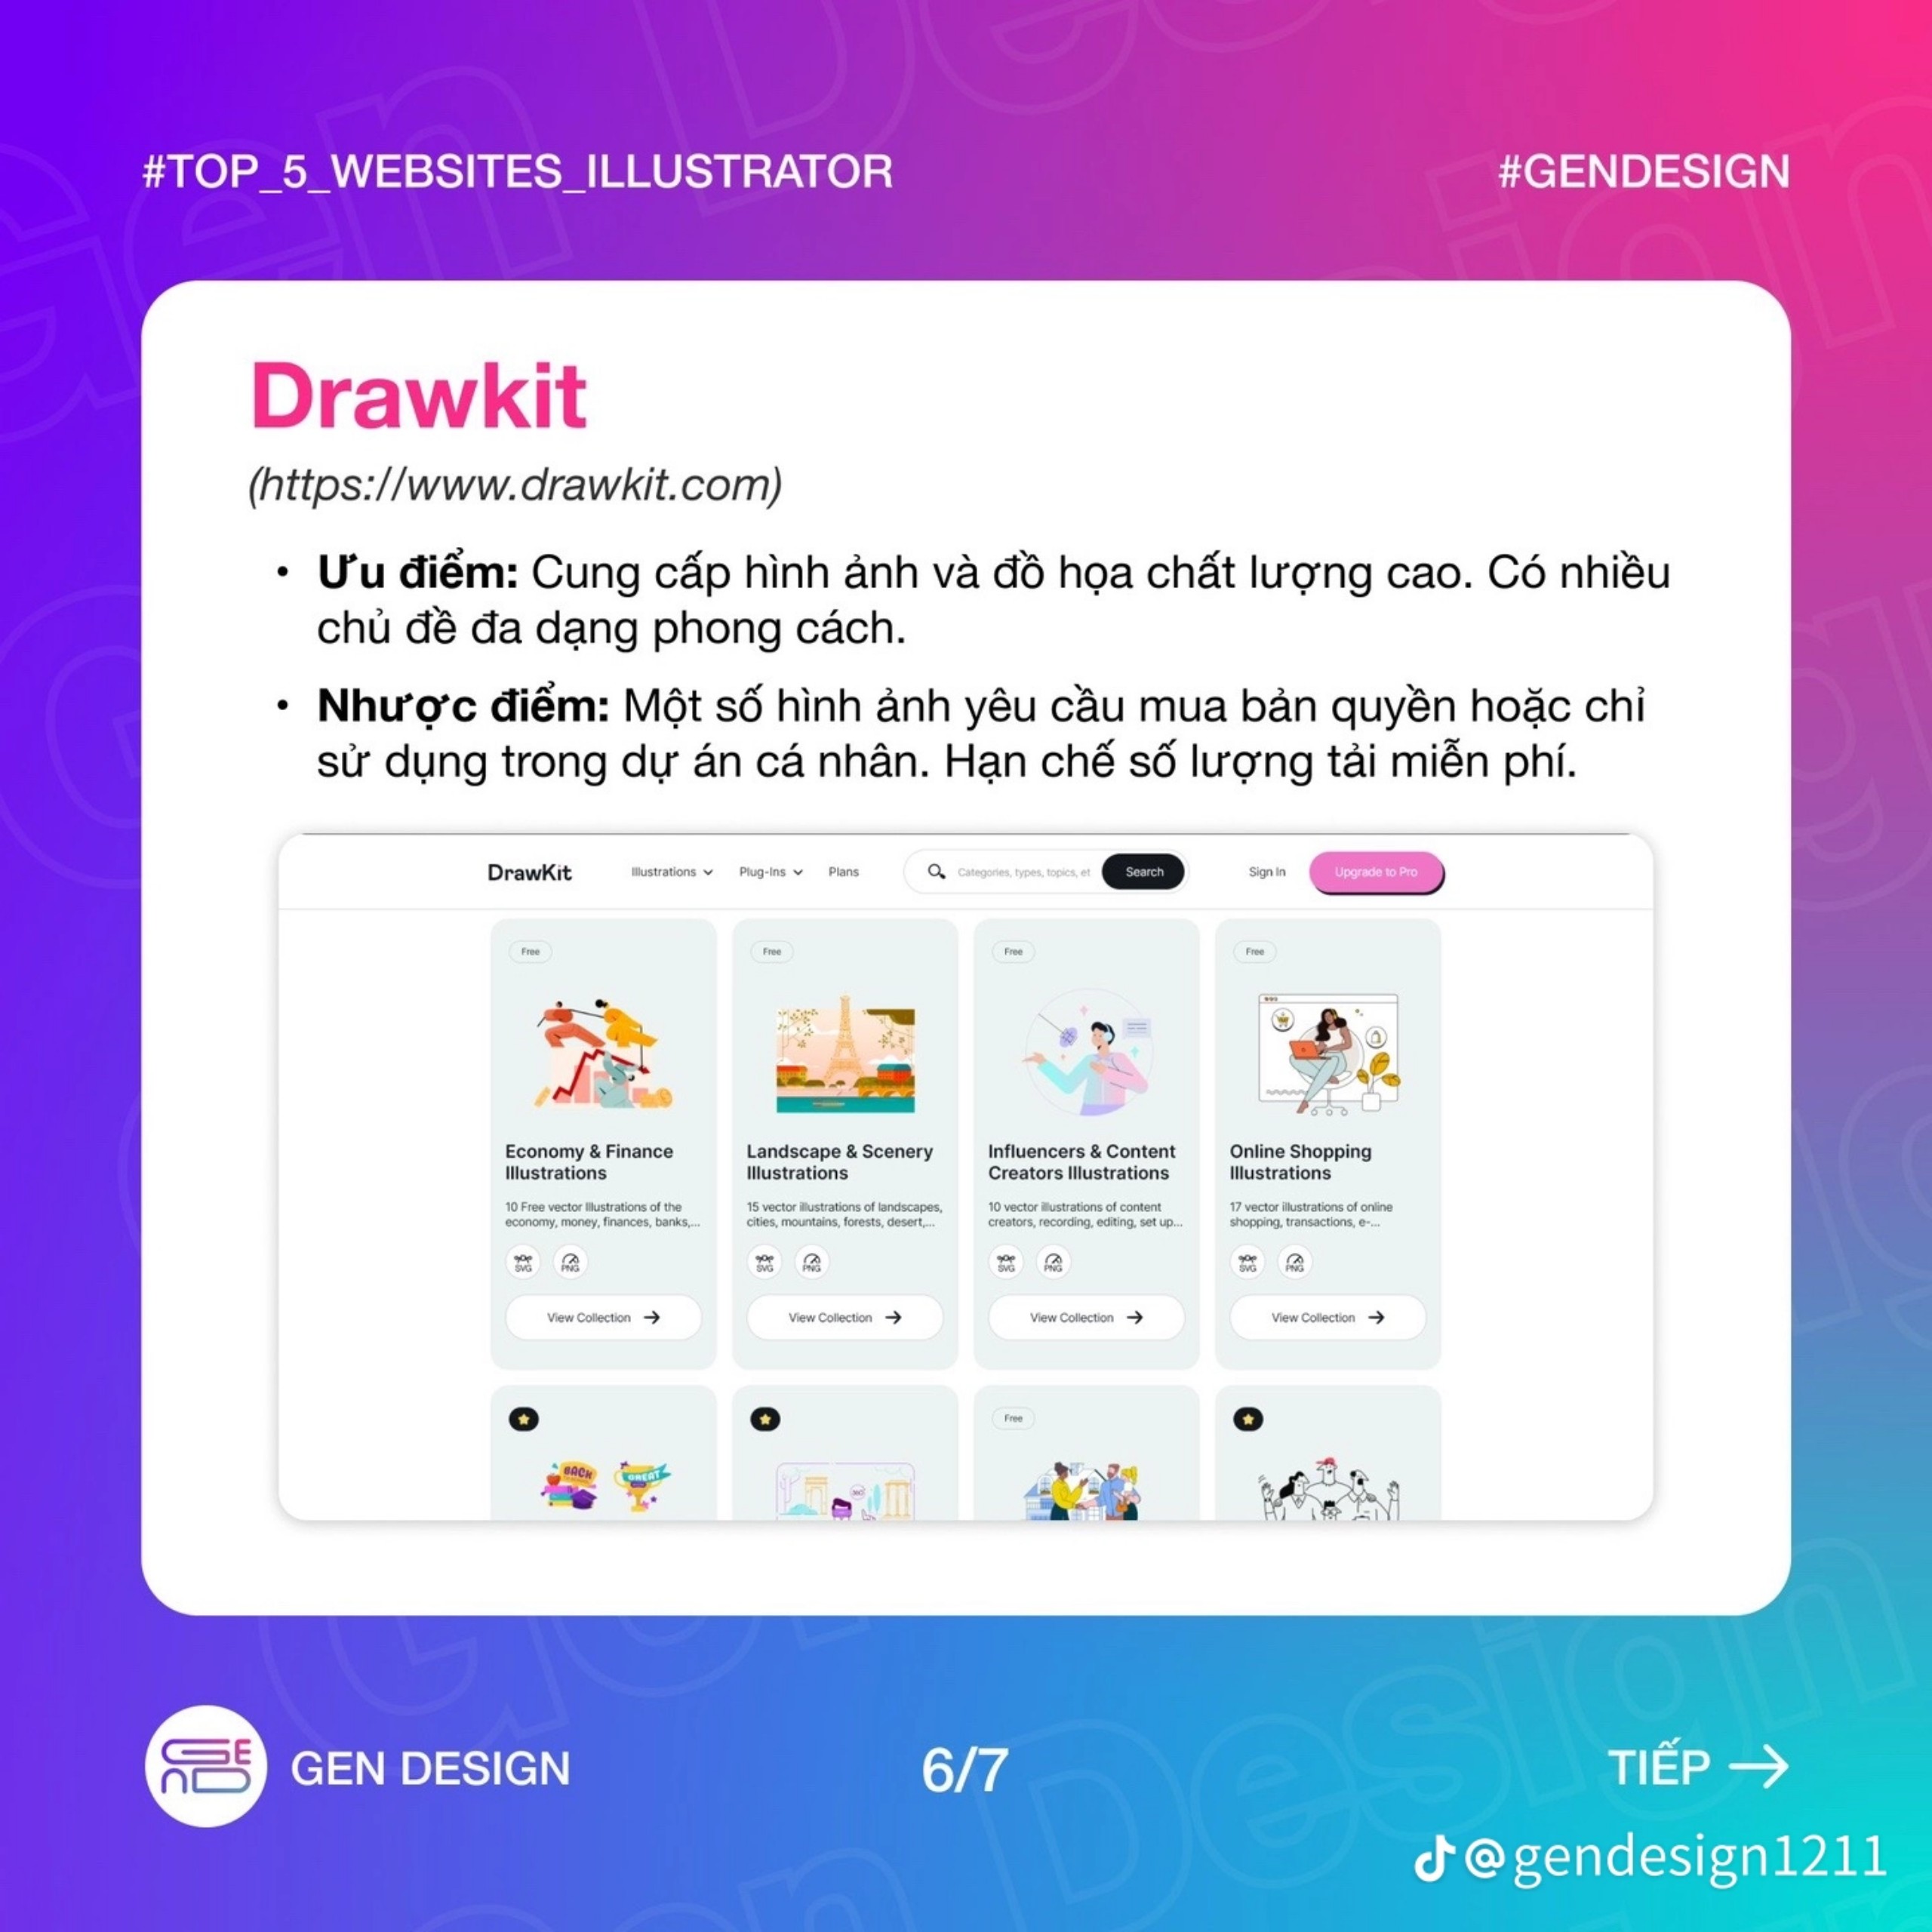 #TOP_5_WEBSITES_ILLUSTRATOR
#GENDESIGN
Drawkit
(https://www.drawkit.com)
• Ưu điểm: Cung cấp hình ảnh và đồ họa chất lượng cao. Có nhiều
chủ đề đa dạng phong cách.
• Nhược điểm: Một số hình ảnh yêu cầu mua bản quyền hoặc chỉ
sử dụng trong dự án cá nhân. Hạn chế số lượng tải miễn phí.
DrawKit Illustrations Plug-Ins Plans Categories, types, topics, et Search Sign In Upgrade to Pro
Free
Economy & Finance
Illustrations
10 Free vector Illustrations of the
economy, money, finances, banks,...
SVG PNG
View Collection →
Free
Landscape & Scenery
Illustrations
15 vector illustrations of landscapes,
cities, mountains, forests, desert,...
SVG PNG
View Collection →
Free
Influencers & Content
Creators Illustrations
10 vector illustrations of content
creators, recording, editing, set up...
SVG PNG
View Collection →
Free
Online Shopping
Illustrations
17 vector illustrations of online
shopping, transactions, e-...
SVG PNG
View Collection →
BACK
GREAT
360°
Free
GEN DESIGN
6/7
TIẾP →
@gendesign1211
Gen Design